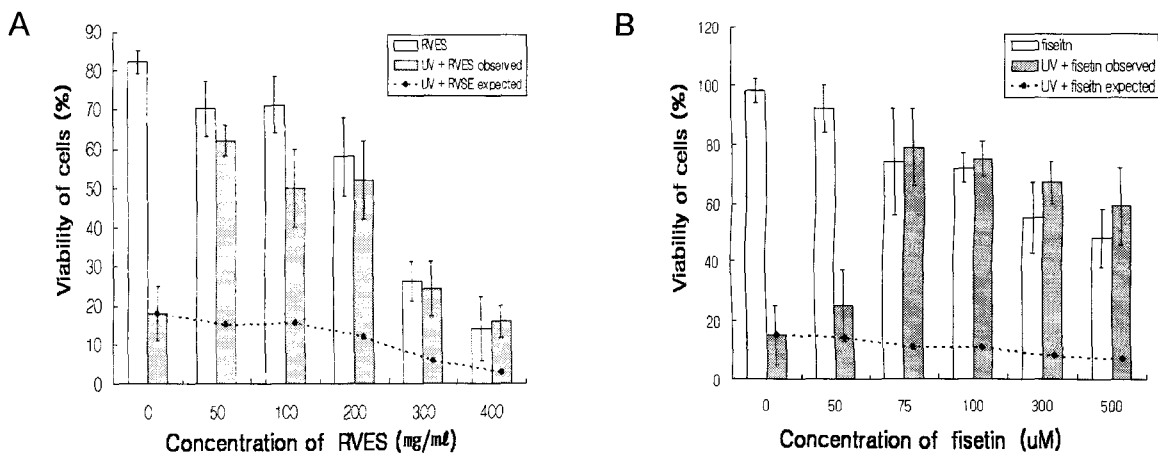 A
Viability of cells (%)
90
80
70
60
50
40
30
20
10
0
RVES
UV + RVES observed
UV + RVSE expected
0 50 100 200 300 400
Concentration of RVES (mg/mℓ)
B
Viability of cells (%)
120
100
80
60
40
20
0
fiseitn
UV + fisetin observed
UV + fiseitn expected
0 50 75 100 300 500
Concentration of fisetin (uM)